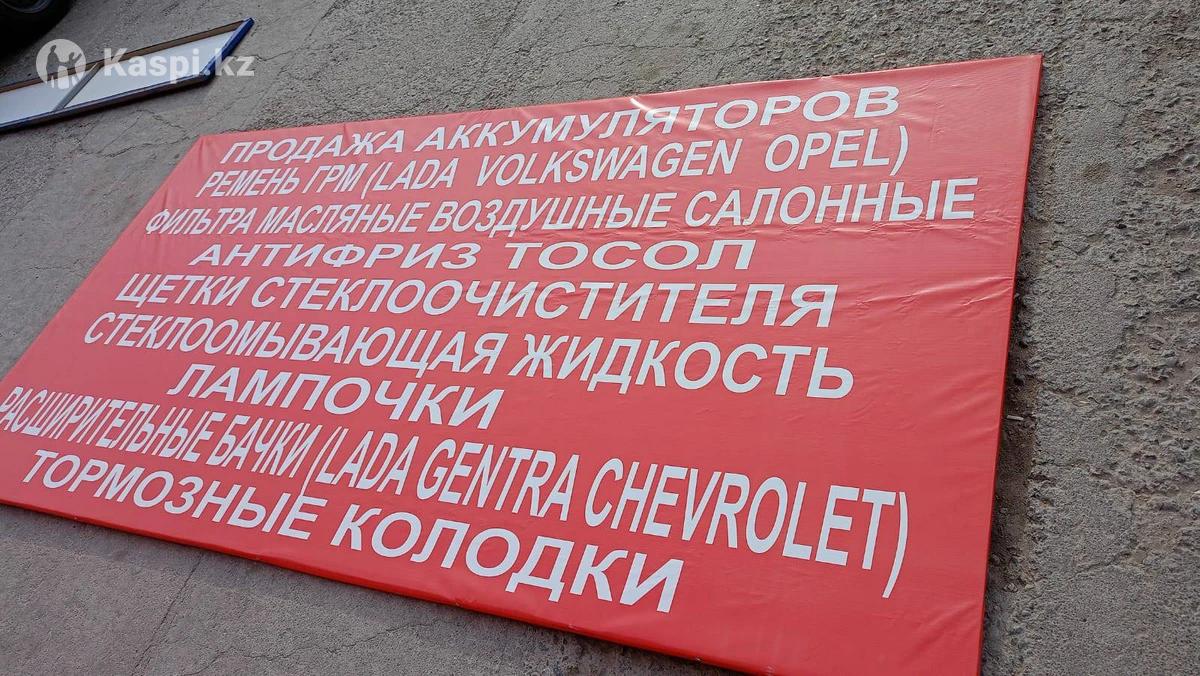 Kaspi.kz
ПРОДАЖА АККУМУЛЯТОРОВ
РЕМЕНЬ ГРМ (LADA VOLKSWAGEN OPEL)
ФИЛЬТРА МАСЛЯНЫЕ ВОЗДУШНЫЕ САЛОННЫЕ
АНТИФРИЗ ТОСОЛ
ЩЕТКИ СТЕКЛООЧИСТИТЕЛЯ
СТЕКЛООМЫВАЮЩАЯ ЖИДКОСТЬ
ЛАМПОЧКИ
РАСШИРИТЕЛЬНЫЕ БАЧКИ (LADA GENTRA CHEVROLET)
ТОРМОЗНЫЕ КОЛОДКИ